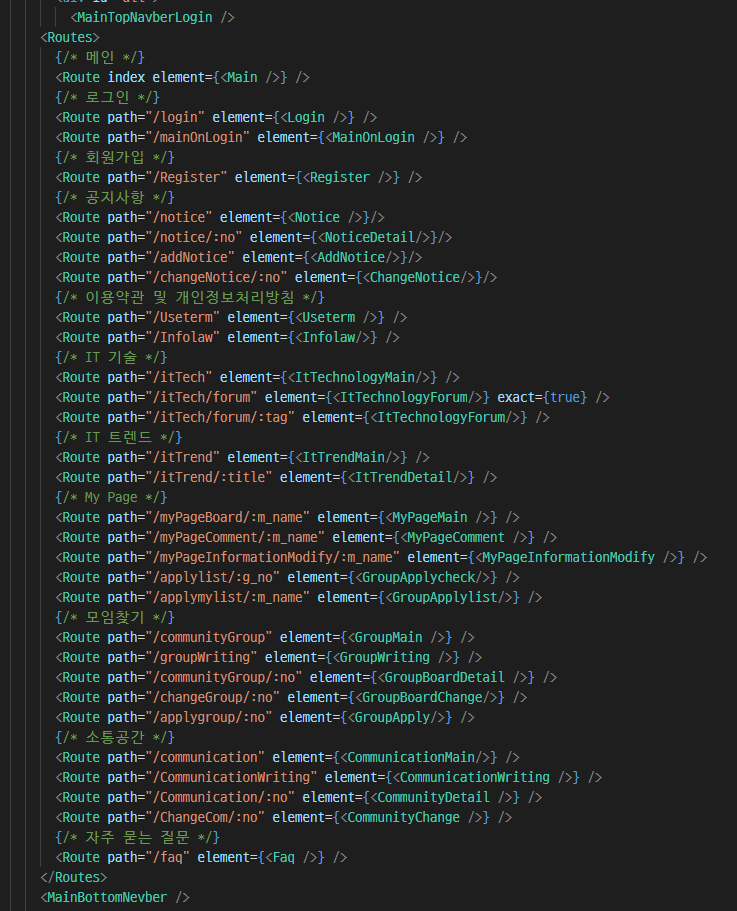 <MainTopNavberLogin />
<Routes>
{/* 메인 */}
<Route index element={<Main />} />
{/* 로그인 */}
<Route path="/login" element={<Login />} />
<Route path="/mainOnLogin" element={<MainOnLogin />} />
{/* 회원가입 */}
<Route path="/Register" element={<Register />} />
{/* 공지사항 */}
<Route path="/notice" element={<Notice />}/>
<Route path="/notice/:no" element={<NoticeDetail/>}/>
<Route path="/addNotice" element={<AddNotice/>}/>
<Route path="/changeNotice/:no" element={<ChangeNotice/>}/>
{/* 이용약관 및 개인정보처리방침 */}
<Route path="/Useterm" element={<Useterm />} />
<Route path="/Infolaw" element={<Infolaw/>} />
{/* IT 기술 */}
<Route path="/itTech" element={<ItTechnologyMain/>} />
<Route path="/itTech/forum" element={<ItTechnologyForum/>} exact={true} />
<Route path="/itTech/forum/:tag" element={<ItTechnologyForum/>} />
{/* IT 트렌드 */}
<Route path="/itTrend" element={<ItTrendMain/>} />
<Route path="/itTrend/:title" element={<ItTrendDetail/>} />
{/* My Page */}
<Route path="/myPageBoard/:m_name" element={<MyPageMain />} />
<Route path="/myPageComment/:m_name" element={<MyPageComment />} />
<Route path="/myPageInformationModify/:m_name" element={<MyPageInformationModify />} />
<Route path="/applylist/:g_no" element={<GroupApplycheck/>} />
<Route path="/applymylist/:m_name" element={<GroupApplylist/>} />
{/* 모임찾기 */}
<Route path="/communityGroup" element={<GroupMain />} />
<Route path="/groupWriting" element={<GroupWriting />} />
<Route path="/communityGroup/:no" element={<GroupBoardDetail />} />
<Route path="/changeGroup/:no" element={<GroupBoardChange/>} />
<Route path="/applygroup/:no" element={<GroupApply/>} />
{/* 소통공간 */}
<Route path="/communication" element={<CommunicationMain/>} />
<Route path="/CommunicationWriting" element={<CommunicationWriting />} />
<Route path="/Communication/:no" element={<CommunityDetail />} />
<Route path="/ChangeCom/:no" element={<CommunityChange />} />
{/* 자주 묻는 질문 */}
<Route path="/faq" element={<Faq />} />
</Routes>
<MainBottomNevber />